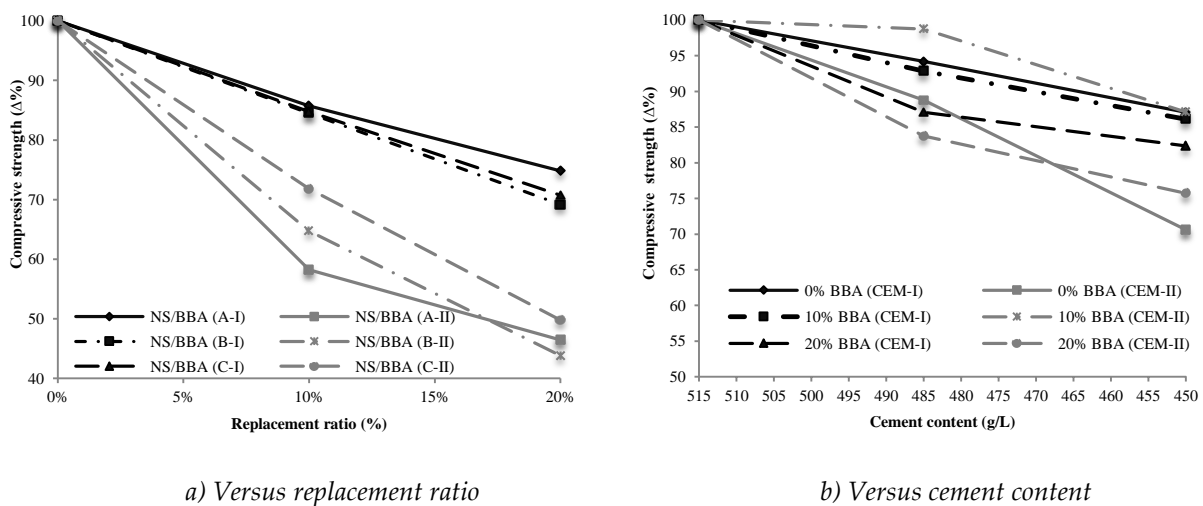 100
90
80
70
60
50
40
Compressive strength (Δ%)
NS/BBA (A-I)
NS/BBA (A-II)
NS/BBA (B-I)
NS/BBA (B-II)
NS/BBA (C-I)
NS/BBA (C-II)
0% 5% 10% 15% 20%
Replacement ratio (%)
a) Versus replacement ratio
100
95
90
85
80
75
70
65
60
55
50
Compressive strength (Δ%)
0% BBA (CEM-I)
0% BBA (CEM-II)
10% BBA (CEM-I)
10% BBA (CEM-II)
20% BBA (CEM-I)
20% BBA (CEM-II)
515 510 505 500 495 490 485 480 475 470 465 460 455 450
Cement content (g/L)
b) Versus cement content